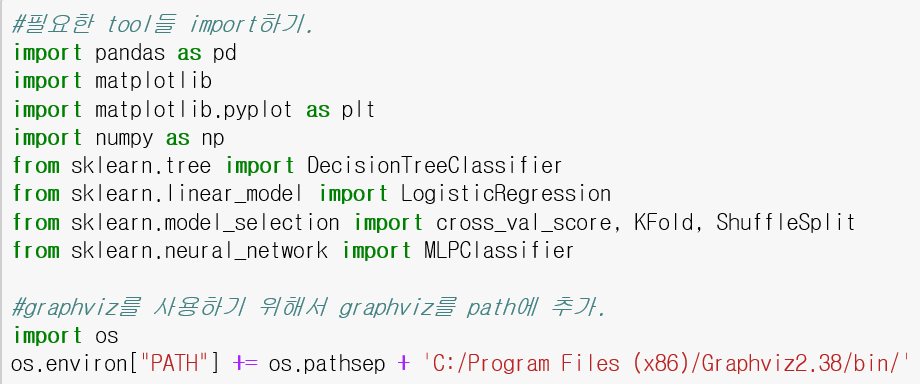 #필요한 tool들 import하기.
import pandas as pd
import matplotlib
import matplotlib.pyplot as plt
import numpy as np
from sklearn.tree import DecisionTreeClassifier
from sklearn.linear_model import LogisticRegression
from sklearn.model_selection import cross_val_score, KFold, ShuffleSplit
from sklearn.neural_network import MLPClassifier
#graphviz를 사용하기 위해서 graphviz를 path에 추가.
import os
os.environ["PATH"] += os.pathsep + 'C:/Program Files (x86)/Graphviz2.38/bin/'